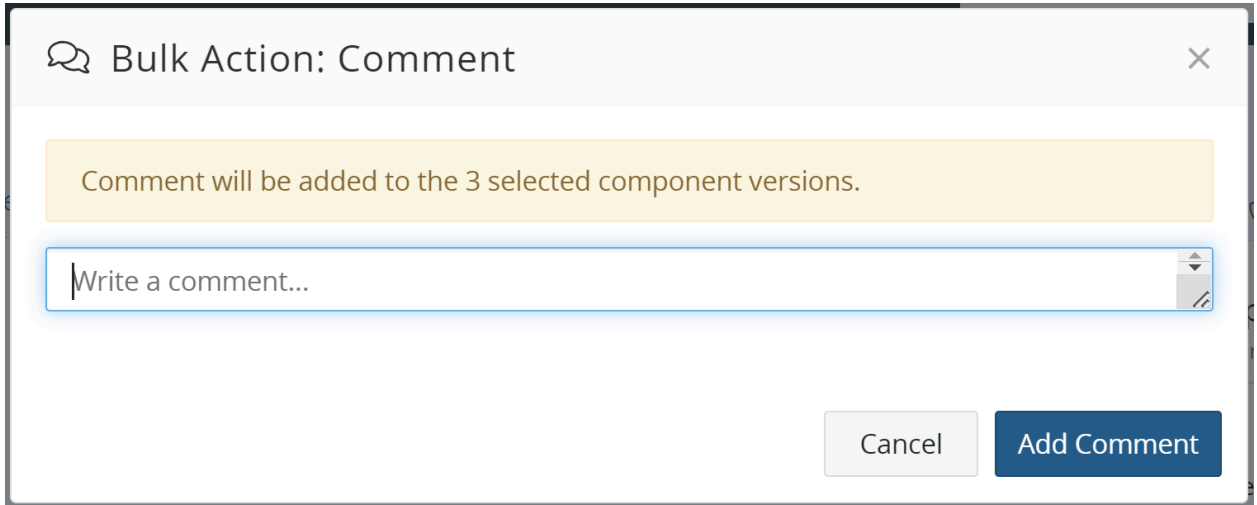 Bulk Action: Comment
Comment will be added to the 3 selected component versions.
Write a comment...
Cancel
Add Comment